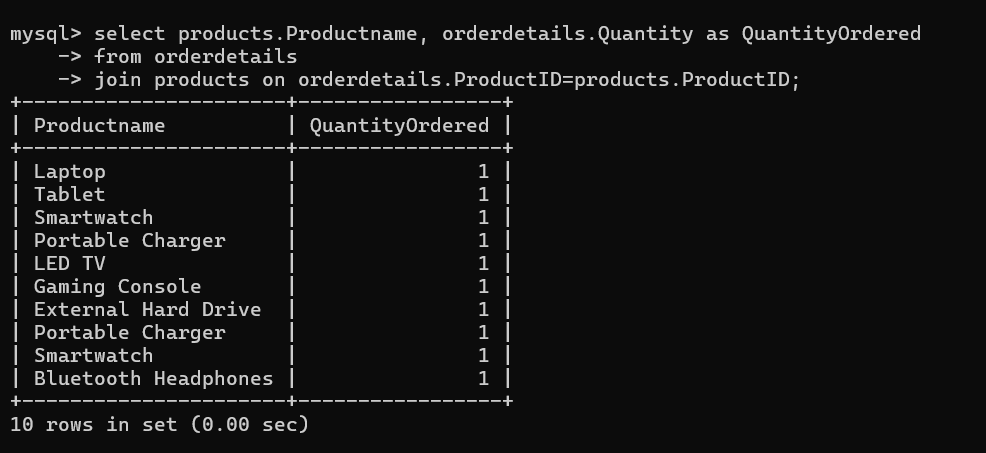 mysql> select products.Productname, orderdetails.Quantity as QuantityOrdered
    -> from orderdetails
    -> join products on orderdetails.ProductID=products.ProductID;
+----------------------+-----------------+
| Productname          | QuantityOrdered |
+----------------------+-----------------+
| Laptop               |               1 |
| Tablet               |               1 |
| Smartwatch           |               1 |
| Portable Charger     |               1 |
| LED TV               |               1 |
| Gaming Console       |               1 |
| External Hard Drive  |               1 |
| Portable Charger     |               1 |
| Smartwatch           |               1 |
| Bluetooth Headphones |               1 |
+----------------------+-----------------+
10 rows in set (0.00 sec)